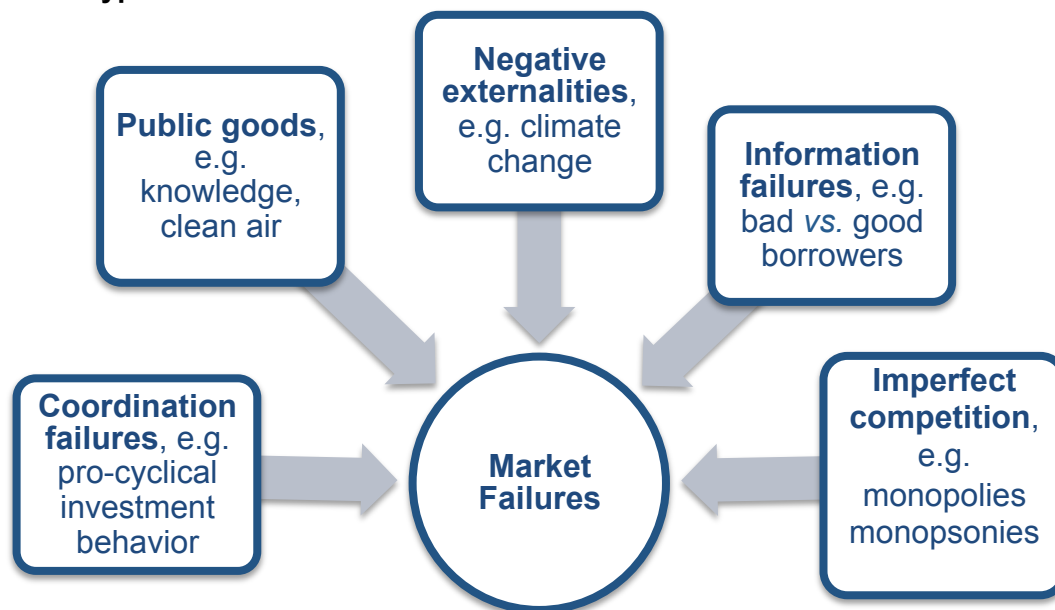 Negative
externalities,
e.g. climate
change
Public goods,
e.g.
knowledge,
clean air
Information
failures, e.g.
bad vs. good
borrowers
Coordination
failures, e.g.
pro-cyclical
investment
behavior
Market
Failures
Imperfect
competition,
e.g.
monopolies
monopsonies